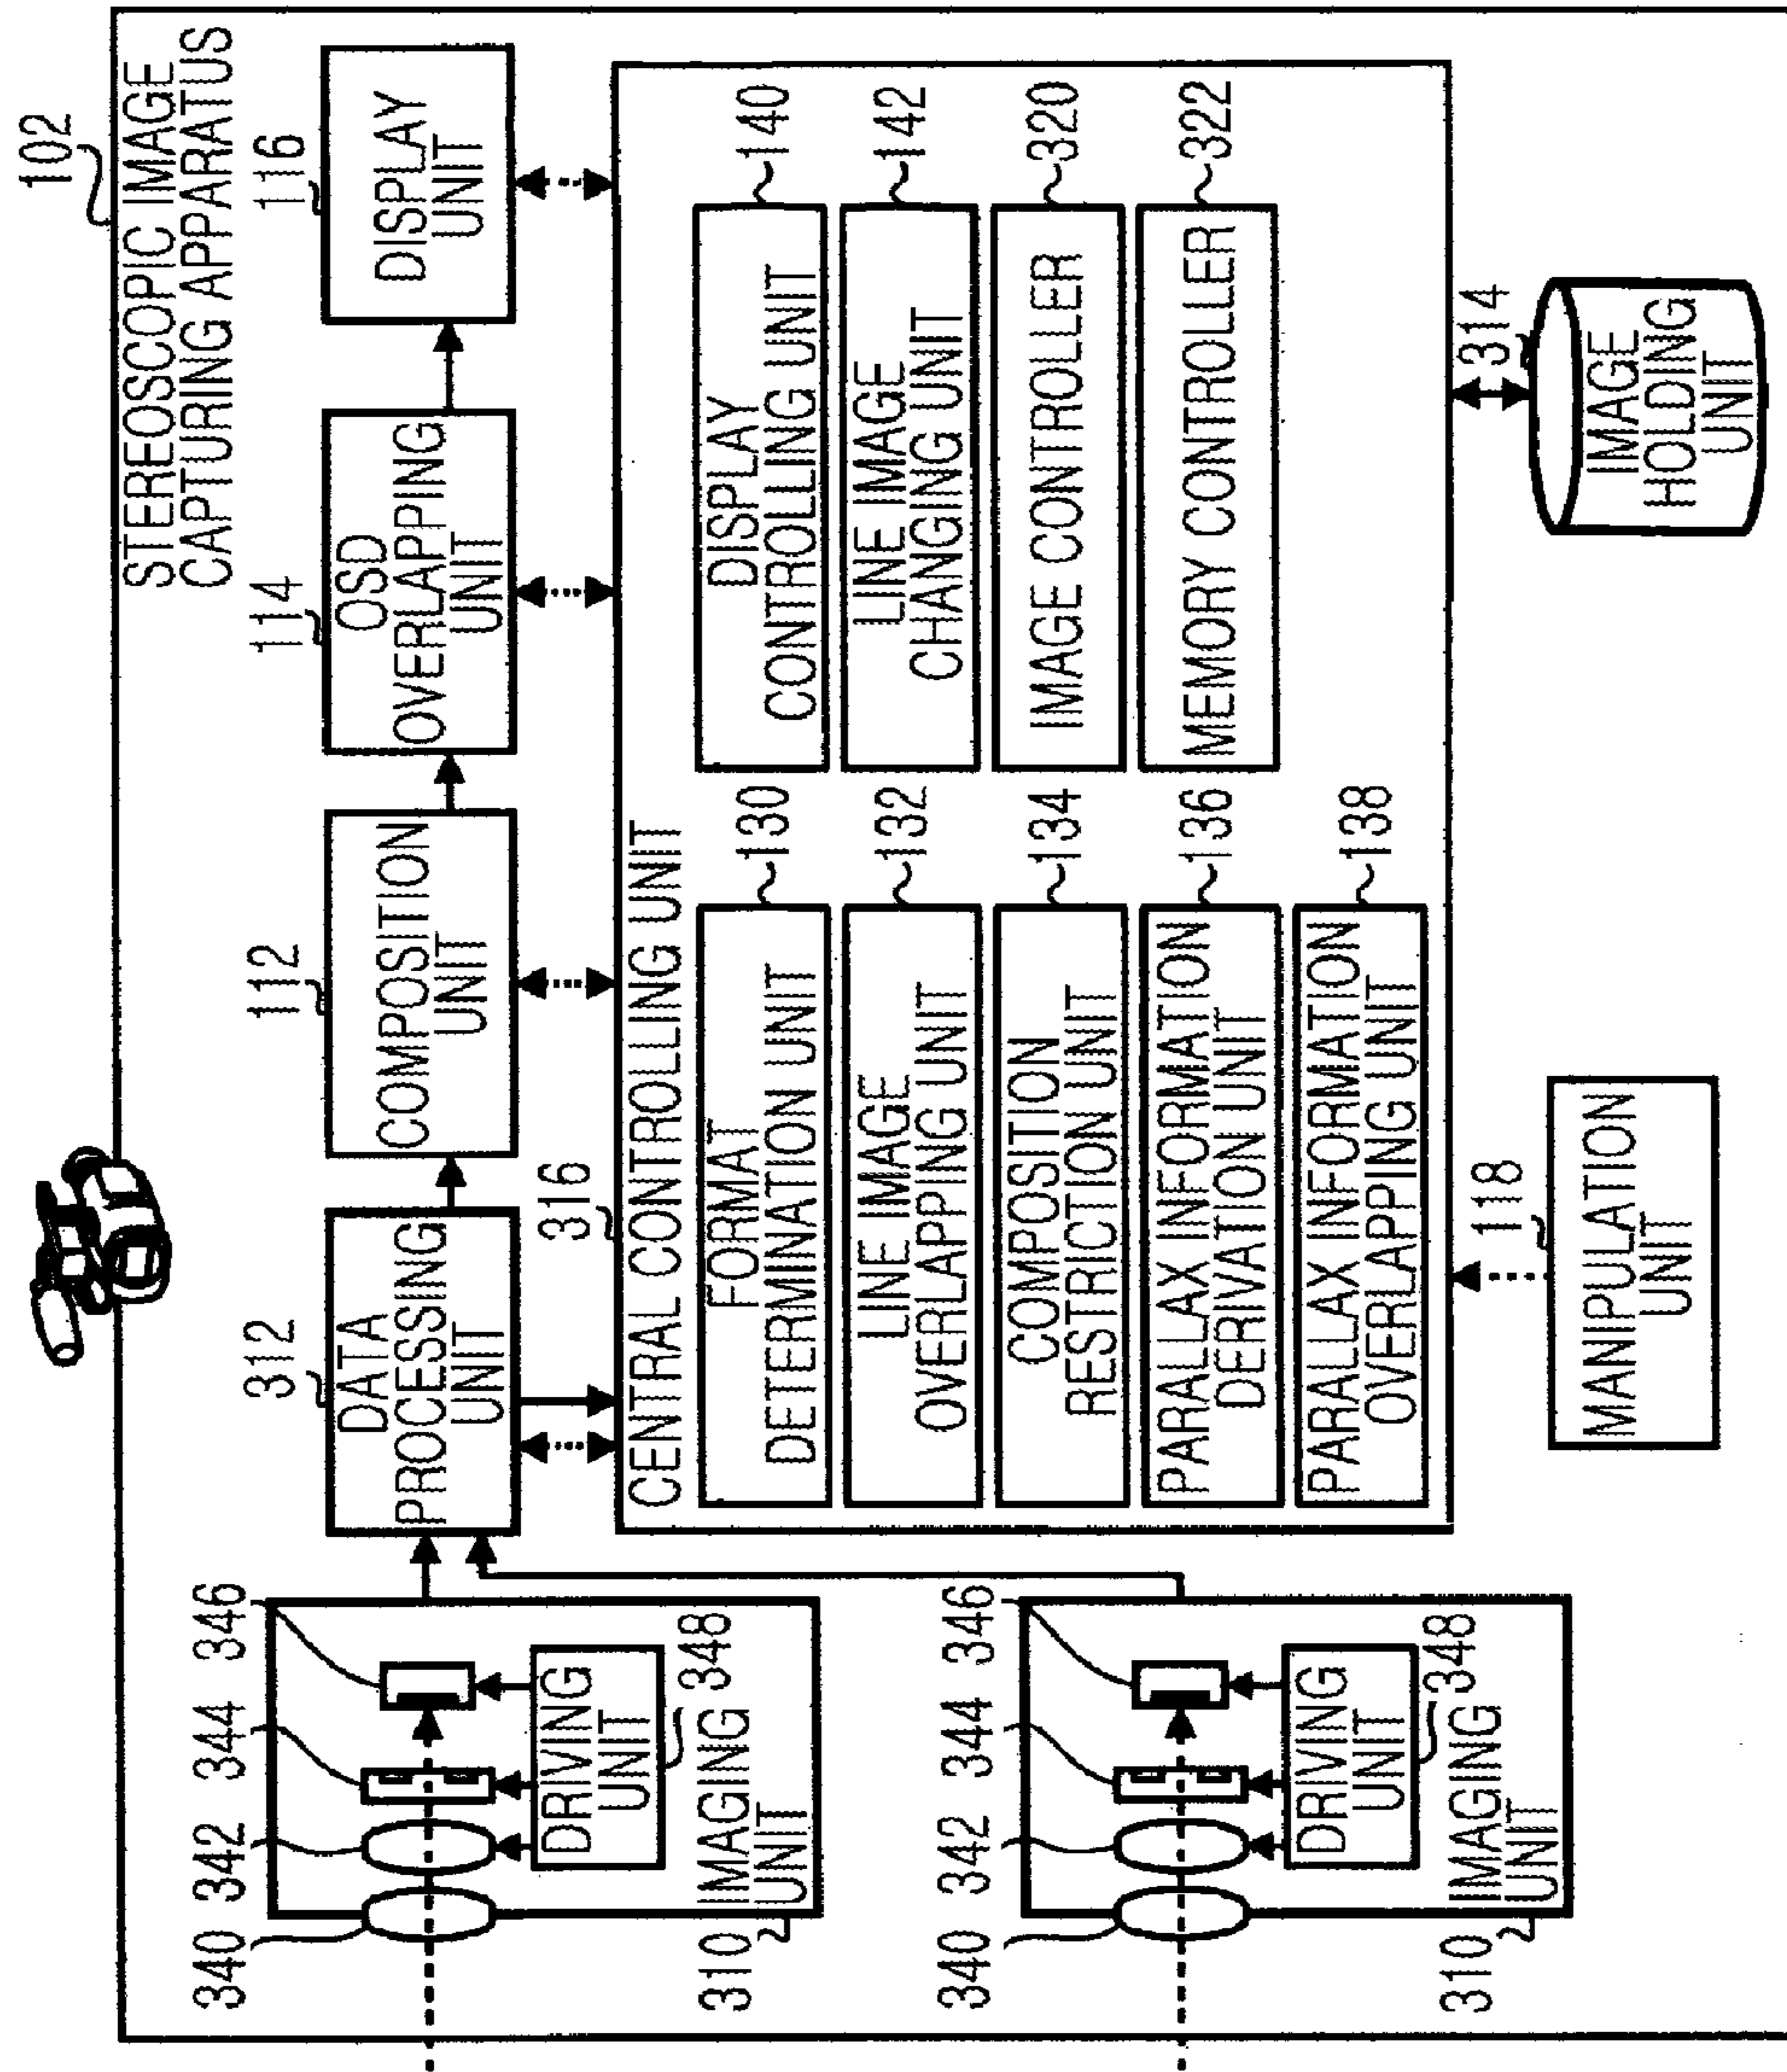 102
STEREOSCOPIC IMAGE
CAPTURING APPARATUS
312
DATA
PROCESSING
UNIT
112
COMPOSITION
UNIT
114
OSD
OVERLAPPING
UNIT
116
DISPLAY
UNIT
340
342
344
346
DRIVING
UNIT
348
IMAGING
UNIT
310
340
342
344
346
DRIVING
UNIT
348
IMAGING
UNIT
310
316
CENTRAL CONTROLLING UNIT
FORMAT
DETERMINATION UNIT
130
LINE IMAGE
OVERLAPPING UNIT
132
COMPOSITION
RESTRICTION UNIT
134
PARALLAX INFORMATION
DERIVATION UNIT
136
PARALLAX INFORMATION
OVERLAPPING UNIT
138
DISPLAY
CONTROLLING UNIT
140
LINE IMAGE
CHANGING UNIT
142
IMAGE CONTROLLER
320
MEMORY CONTROLLER
322
118
MANIPULATION
UNIT
314
IMAGE
HOLDING
UNIT